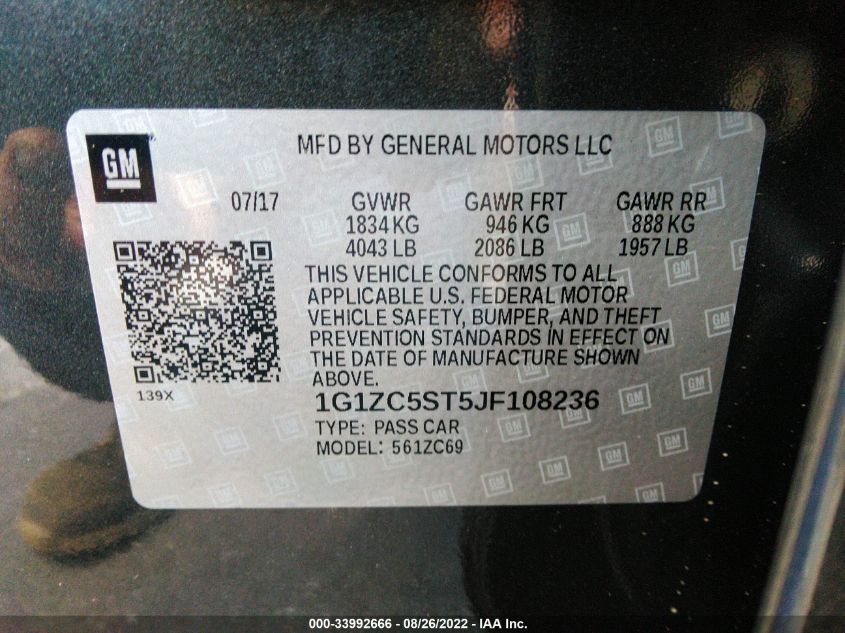 GM
MFD BY GENERAL MOTORS LLC
07/17 GVWR GAWR FRT GAWR RR
1834 KG 946 KG 888 KG
4043 LB 2086 LB 1957 LB
THIS VEHICLE CONFORMS TO ALL
APPLICABLE U.S. FEDERAL MOTOR
VEHICLE SAFETY, BUMPER, AND THEFT
PREVENTION STANDARDS IN EFFECT ON
THE DATE OF MANUFACTURE SHOWN
ABOVE.
139X
1G1ZC5ST5JF108236
TYPE: PASS CAR
MODEL: 561ZC69
000-33992666 - 08/26/2022 - IAA Inc.